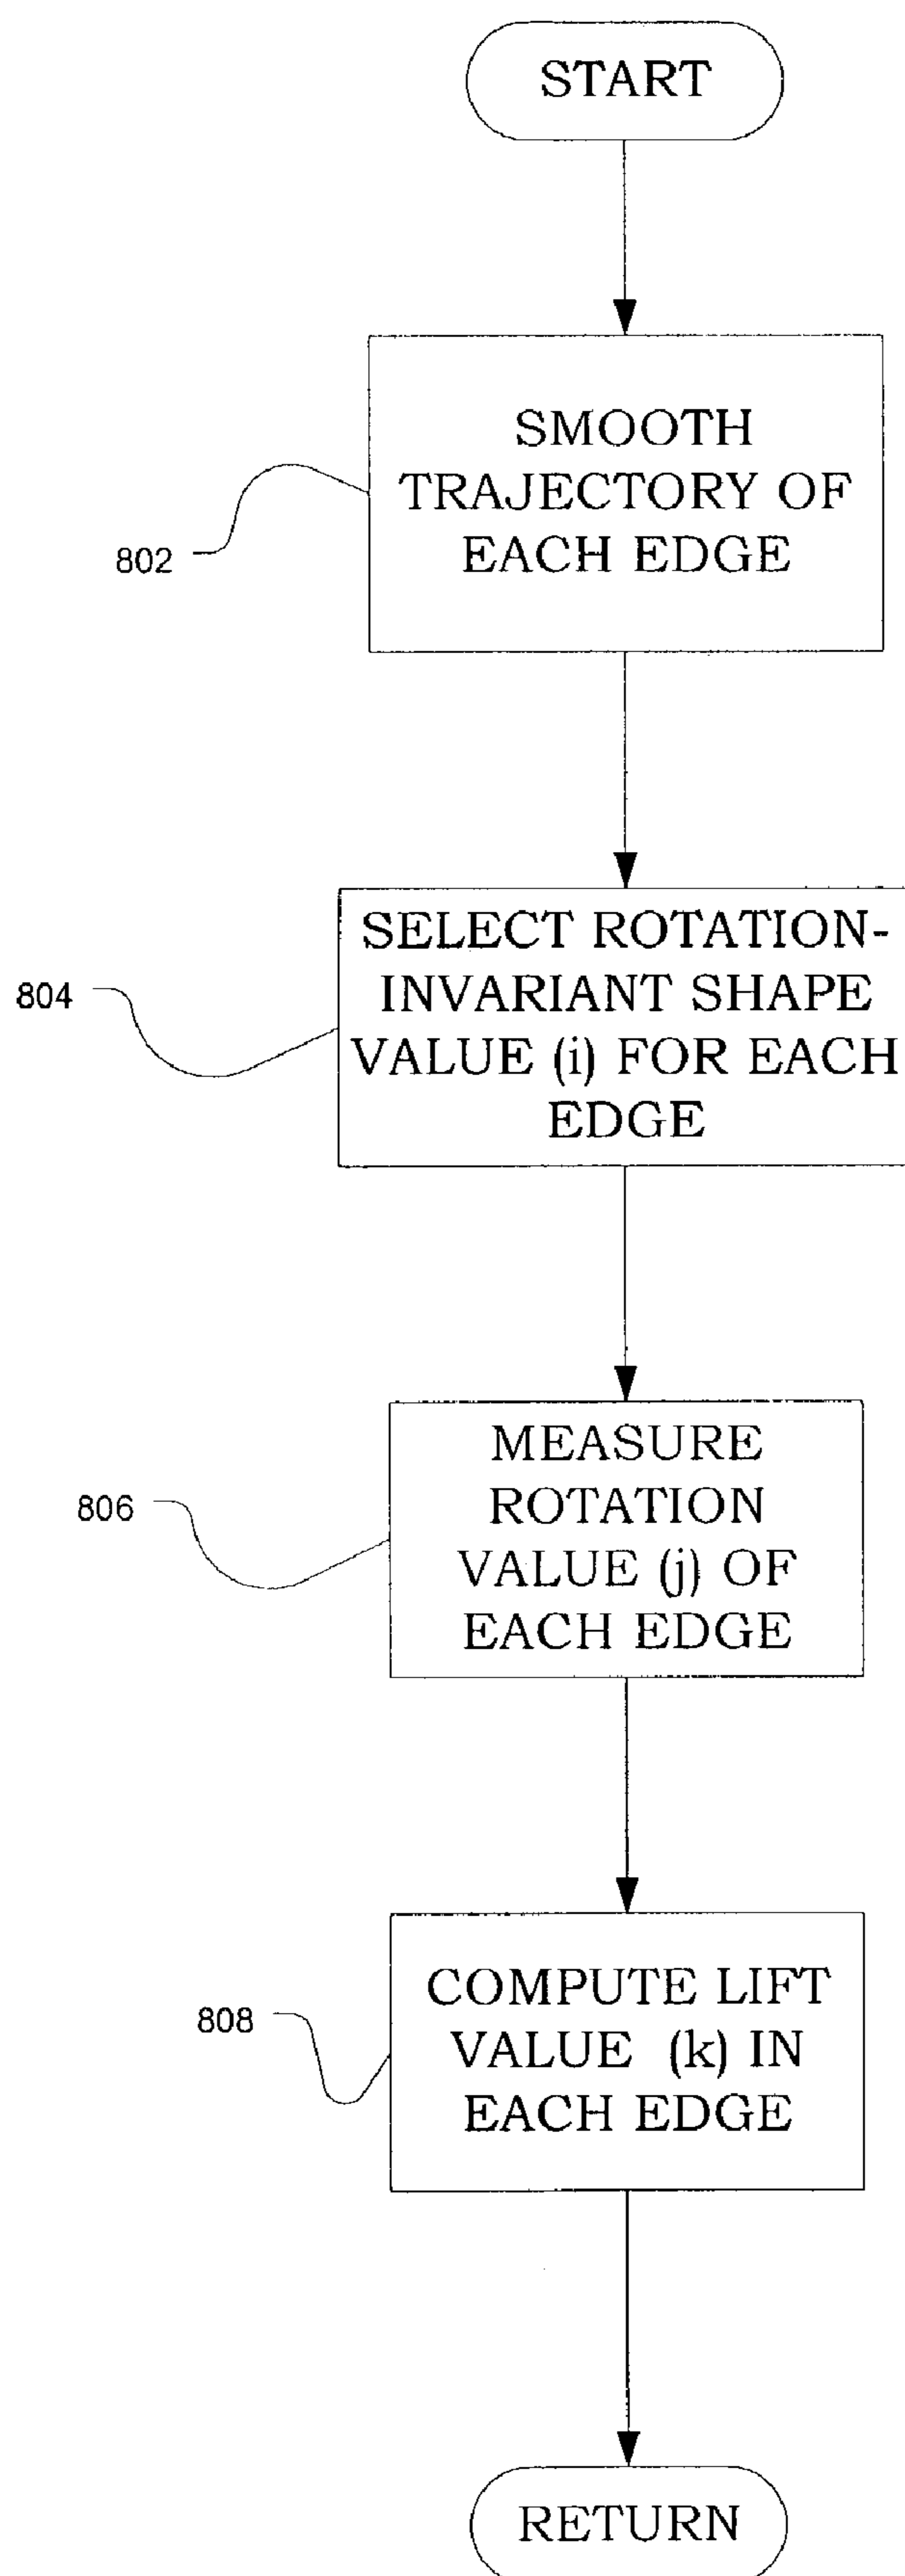 START
SMOOTH
TRAJECTORY OF
EACH EDGE
802
SELECT ROTATION-
INVARIANT SHAPE
VALUE (i) FOR EACH
EDGE
804
MEASURE
ROTATION
VALUE (j) OF
EACH EDGE
806
COMPUTE LIFT
VALUE (k) IN
EACH EDGE
808
RETURN